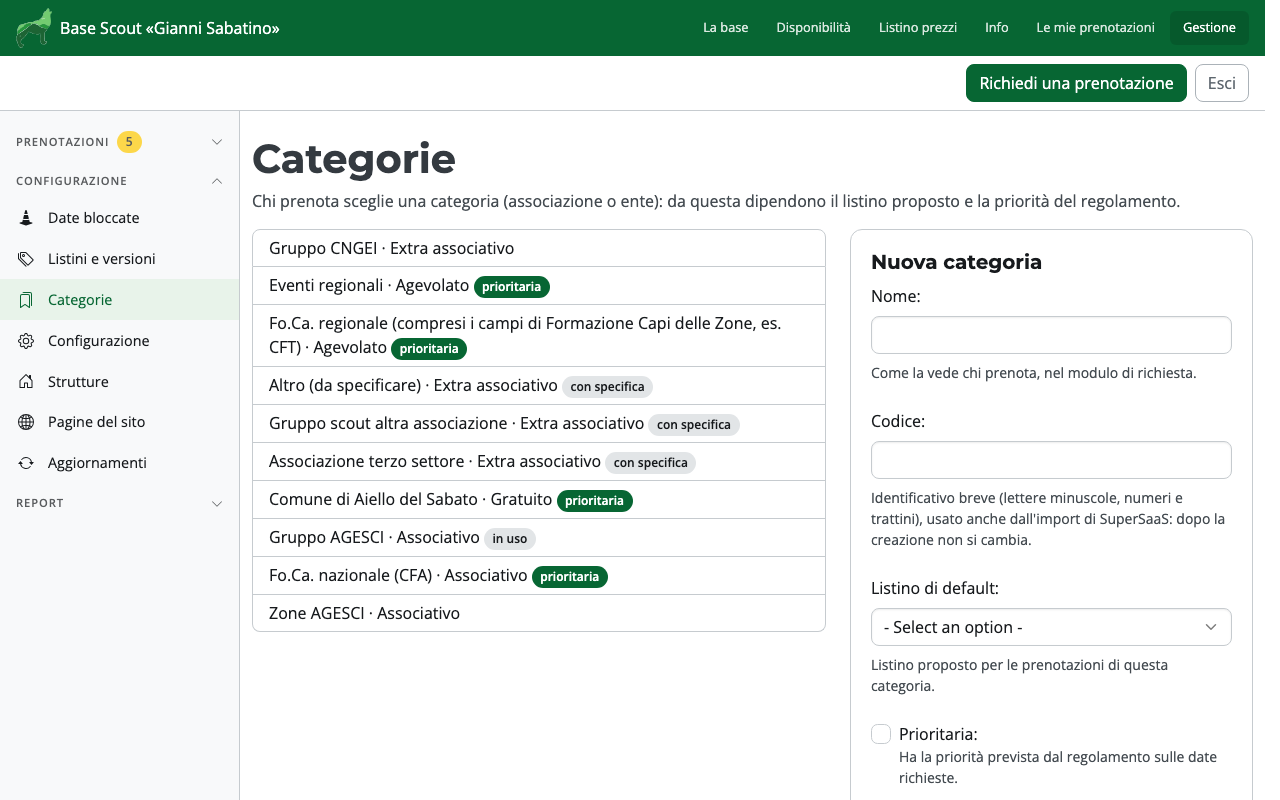 Base Scout «Gianni Sabatino»
La base
Disponibilità
Listino prezzi
Info
Le mie prenotazioni
Gestione
Richiedi una prenotazione
Esci
PRENOTAZIONI 5
CONFIGURAZIONE
Date bloccate
Listini e versioni
Categorie
Configurazione
Strutture
Pagine del sito
Aggiornamenti
REPORT
Categorie
Chi prenota sceglie una categoria (associazione o ente): da questa dipendono il listino proposto e la priorità del regolamento.
Gruppo CNGEI · Extra associativo
Eventi regionali · Agevolato prioritaria
Fo.Ca. regionale (compresi i campi di Formazione Capi delle Zone, es.
CFT) · Agevolato prioritaria
Altro (da specificare) · Extra associativo con specifica
Gruppo scout altra associazione · Extra associativo con specifica
Associazione terzo settore · Extra associativo con specifica
Comune di Aiello del Sabato · Gratuito prioritaria
Gruppo AGESCI · Associativo in uso
Fo.Ca. nazionale (CFA) · Associativo prioritaria
Zone AGESCI · Associativo
Nuova categoria
Nome:
Come la vede chi prenota, nel modulo di richiesta.
Codice:
Identificativo breve (lettere minuscole, numeri e
trattini), usato anche dall'import di SuperSaaS: dopo la
creazione non si cambia.
Listino di default:
- Select an option -
Listino proposto per le prenotazioni di questa
categoria.
Prioritaria:
Ha la priorità prevista dal regolamento sulle date
richieste.